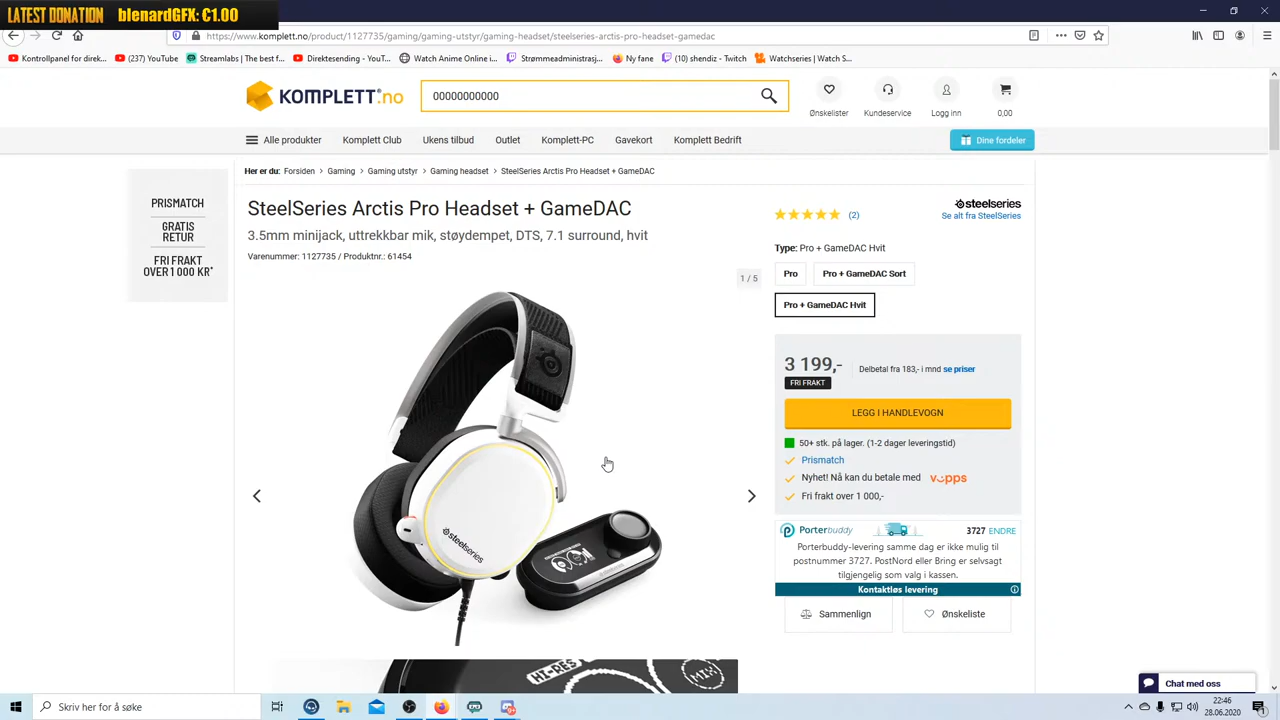 LATEST DONATION blenardGFX: C1.00
https://www.komplett.no/product/1127735/gaming/gaming-utstyr/gaming-headset/steelseries-arctis-pro-headset-gamedac
Kontrollpanel for direk... (237) YouTube Streamlabs | The best f... Direktesending - YouT... Watch Anime Online i... Strømmeadministrasj... Ny fane (10) shendiz - Twitch Watchseries | Watch S...
KOMPLETT.no
00000000000
Ønskelister Kundeservice Logg inn 0,00
Alle produkter Komplett Club Ukens tilbud Outlet Komplett-PC Gavekort Komplett Bedrift Dine fordeler
Her er du: Forsiden > Gaming > Gaming utstyr > Gaming headset > SteelSeries Arctis Pro Headset + GameDAC
PRISMATCH
GRATIS
RETUR
FRI FRAKT
OVER 1 000 KR*
SteelSeries Arctis Pro Headset + GameDAC
3.5mm minijack, uttrekkbar mik, støydempet, DTS, 7.1 surround, hvit
Varenummer: 1127735 / Produktnr.: 61454
1 / 5
steelseries
HI-RES
MIX
(2)
steelseries
Se alt fra SteelSeries
Type: Pro + GameDAC Hvit
Pro Pro + GameDAC Sort
Pro + GameDAC Hvit
3 199,- Delbetal fra 183,- i mnd se priser
FRI FRAKT
LEGG I HANDLEVOGN
50+ stk. på lager. (1-2 dager leveringstid)
Prismatch
Nyhet! Nå kan du betale med vipps
Fri frakt over 1 000,-
Porterbuddy 3727 ENDRE
Porterbuddy-levering samme dag er ikke mulig til
postnummer 3727. PostNord eller Bring er selvsagt
tilgjengelig som valg i kassen.
Kontaktløs levering
Sammenlign Ønskeliste
Chat med oss
Skriv her for å søke
22:46
28.06.2020